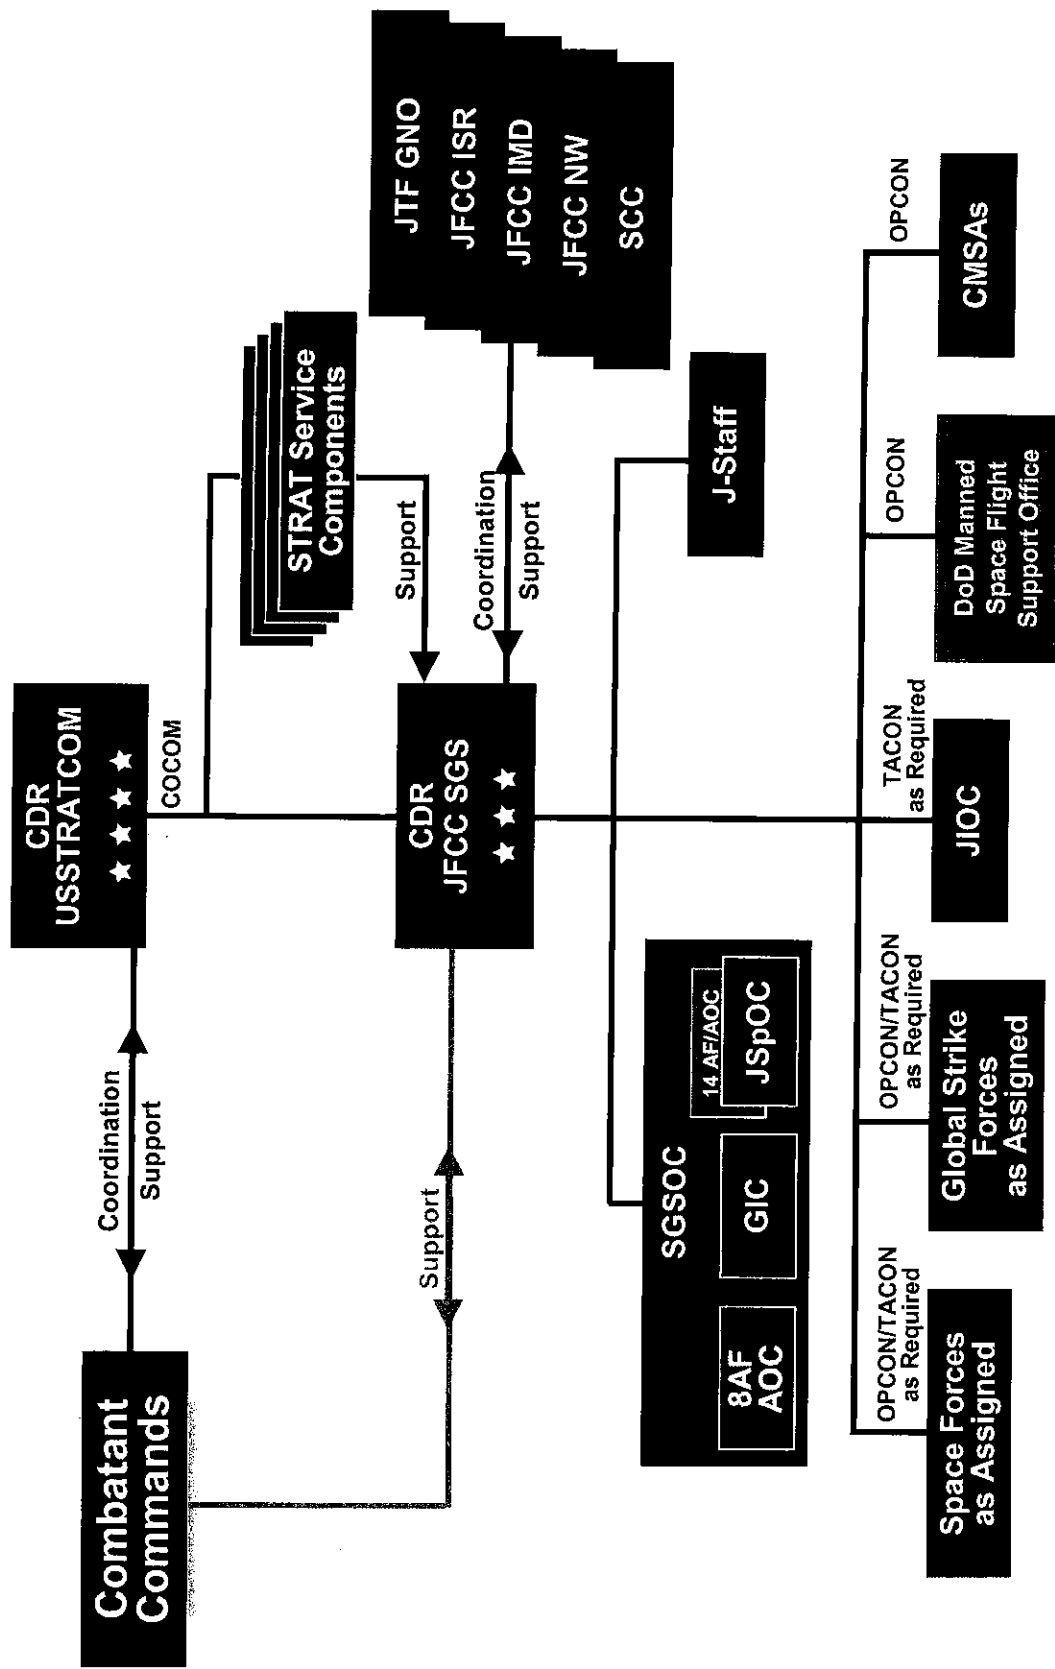 CDR
USSTRATCOM
Combatant
Commands
Coordination
Support
COCOM
STRAT Service
Components
Support
JTF GNO
JFCC ISR
JFCC IMD
JFCC NW
SCC
CDR
JFCC SGS
Support
Coordination
Support
SGSOC
8AF
AOC
GIC
14 AF/AOC
JSpOC
J-Staff
OPCON/TACON
as Required
OPCON/TACON
as Required
TACON
as Required
OPCON
OPCON
Space Forces
as Assigned
Global Strike
Forces
as Assigned
JIOC
DoD Manned
Space Flight
Support Office
CMSAs